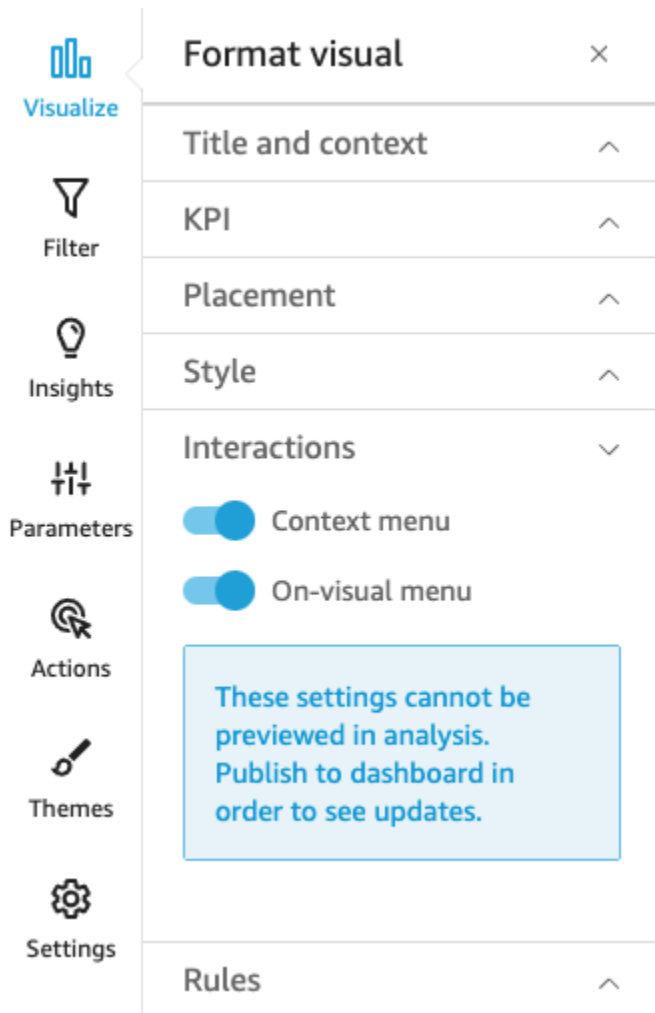 Visualize
Filter
Insights
Parameters
Actions
Themes
Settings
Format visual
Title and context
KPI
Placement
Style
Interactions
Context menu
On-visual menu
These settings cannot be
previewed in analysis.
Publish to dashboard in
order to see updates.
Rules